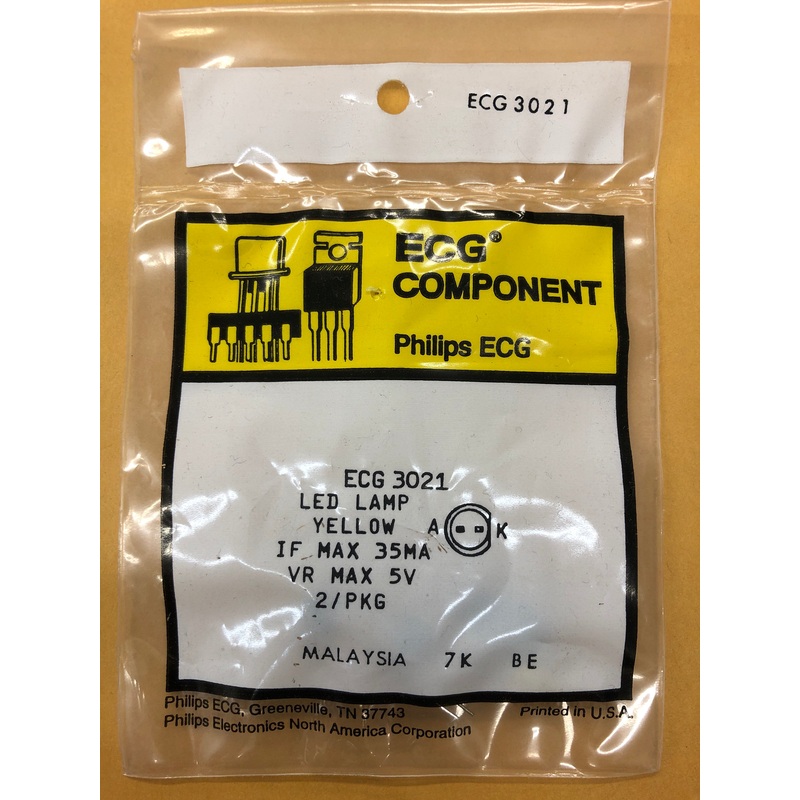 ECG 3021
ECG®
COMPONENT
Philips ECG
ECG 3021
LED LAMP
YELLOW A K
IF MAX 35MA
VR MAX 5V
2/PKG
MALAYSIA 7K BE
Philips ECG, Greeneville, TN 37743
Printed in U.S.A.
Philips Electronics North America Corporation